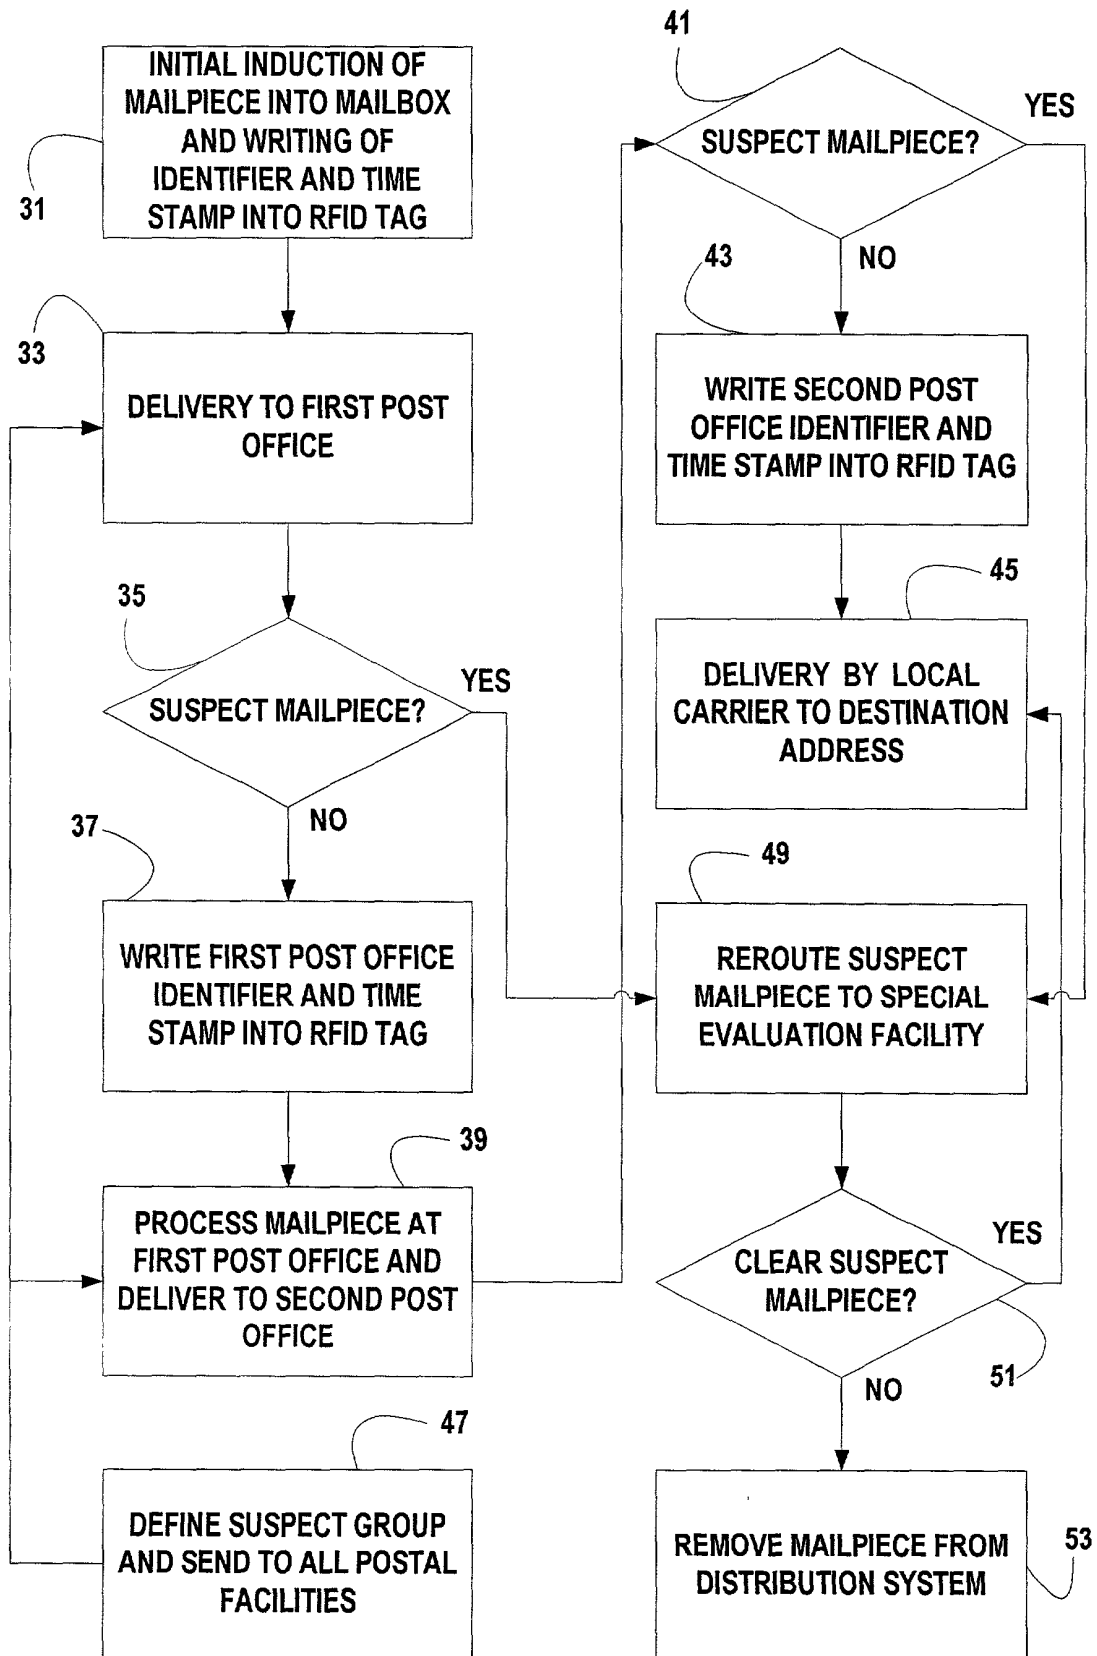 INITIAL INDUCTION OF
MAILPIECE INTO MAILBOX
AND WRITING OF
IDENTIFIER AND TIME
STAMP INTO RFID TAG
31
33
DELIVERY TO FIRST POST
OFFICE
35
SUSPECT MAILPIECE?
YES
NO
37
WRITE FIRST POST OFFICE
IDENTIFIER AND TIME
STAMP INTO RFID TAG
39
PROCESS MAILPIECE AT
FIRST POST OFFICE AND
DELIVER TO SECOND POST
OFFICE
47
DEFINE SUSPECT GROUP
AND SEND TO ALL POSTAL
FACILITIES
41
SUSPECT MAILPIECE?
YES
NO
43
WRITE SECOND POST
OFFICE IDENTIFIER AND
TIME STAMP INTO RFID TAG
45
DELIVERY BY LOCAL
CARRIER TO DESTINATION
ADDRESS
49
REROUTE SUSPECT
MAILPIECE TO SPECIAL
EVALUATION FACILITY
CLEAR SUSPECT
MAILPIECE?
YES
51
NO
REMOVE MAILPIECE FROM
DISTRIBUTION SYSTEM
53